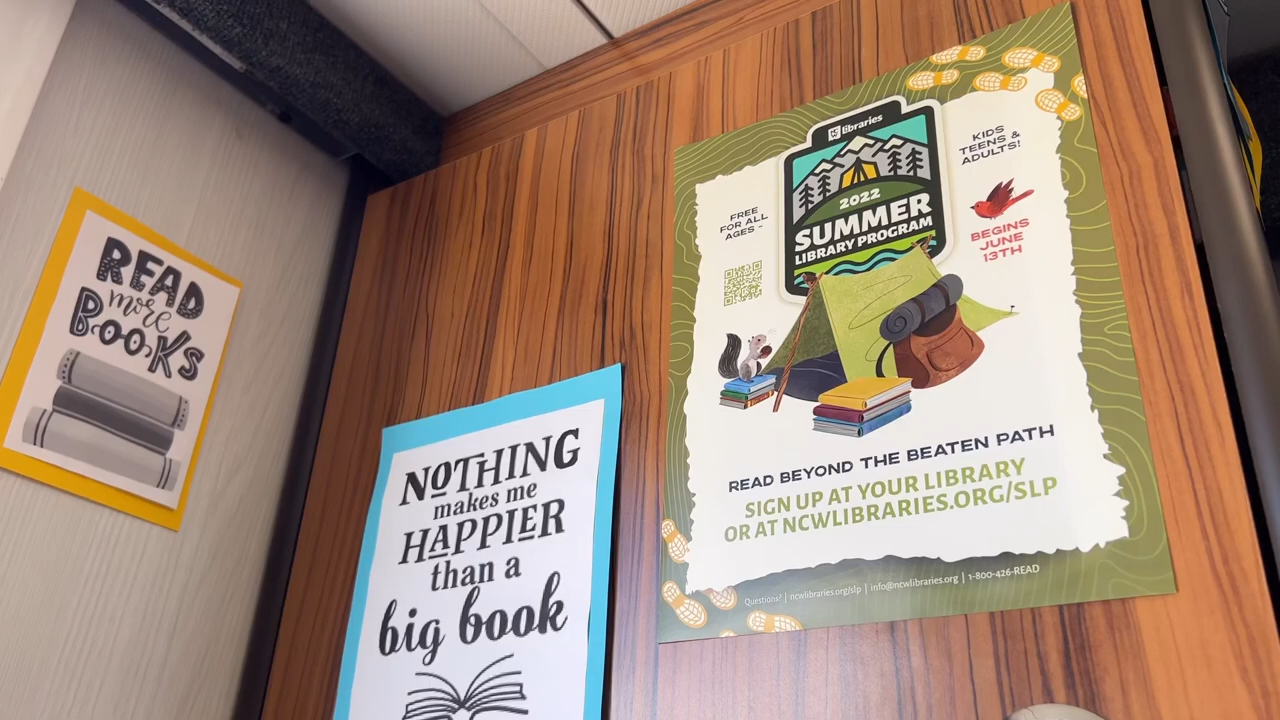 READ
more
BOOKS
NOTHING
makes me
HAPPIER
than a
big book
libraries
2022
SUMMER
LIBRARY PROGRAM
FREE
FOR ALL
AGES -
KIDS
TEENS &
ADULTS!
BEGINS
JUNE
13TH
READ BEYOND THE BEATEN PATH
SIGN UP AT YOUR LIBRARY
OR AT NCWLIBRARIES.ORG/SLP
Questions? | ncwlibraries.org/slp | info@ncwlibraries.org | 1-800-426-READ